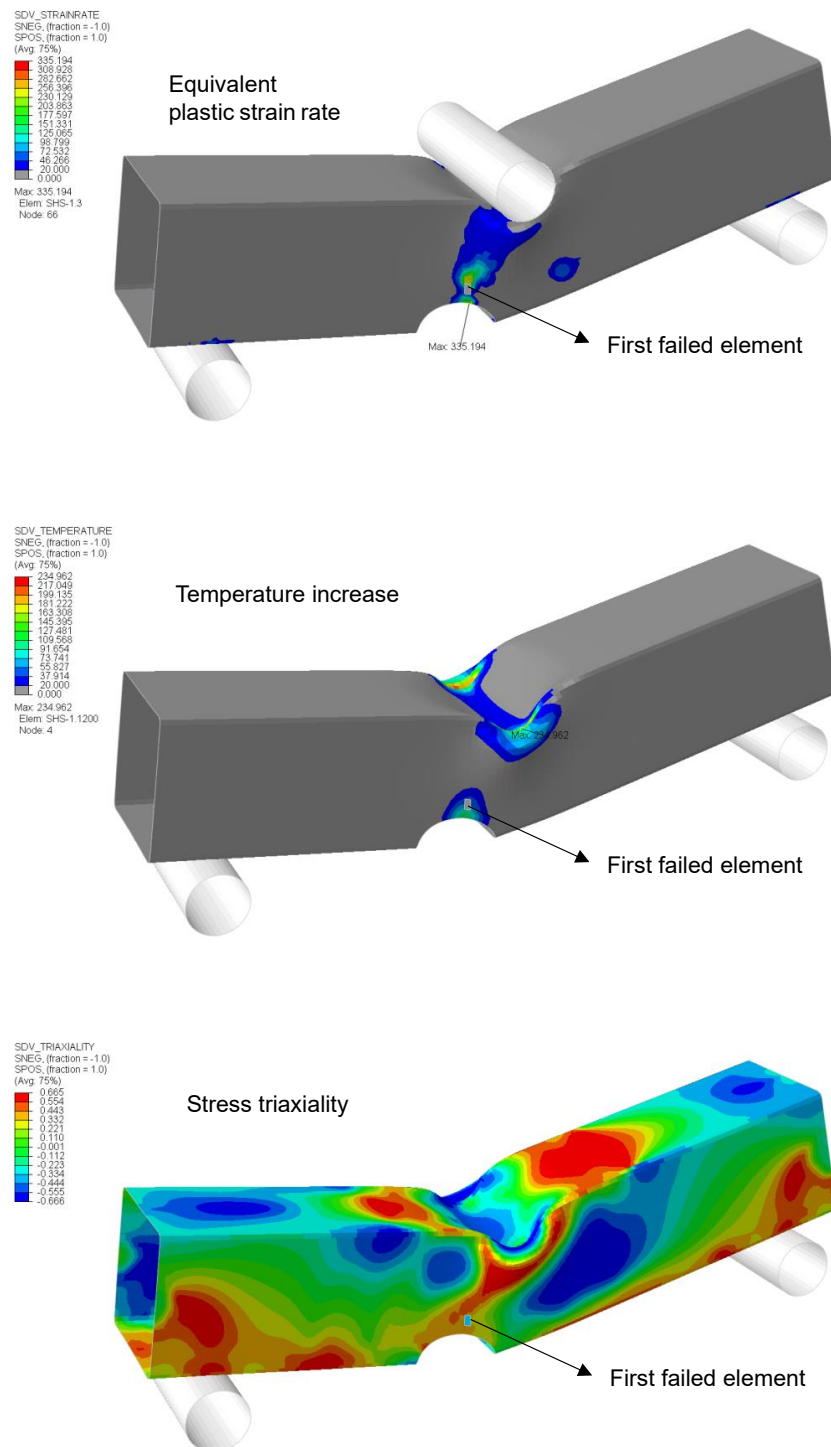 SDV_STRAINRATE
SNEG, (fraction = -1.0)
SPOS, (fraction = 1.0)
(Avg: 75%)
335.194
308.928
282.662
256.396
230.129
203.863
177.597
151.331
125.065
98.799
72.532
46.266
20.000
0.000
Max: 335.194
Elem: SHS-1.3
Node: 66
Equivalent
plastic strain rate
Max: 335.194
First failed element
SDV_TEMPERATURE
SNEG, (fraction = -1.0)
SPOS, (fraction = 1.0)
(Avg: 75%)
234.962
217.049
199.135
181.222
163.308
145.395
127.481
109.568
91.654
73.741
55.827
37.914
20.000
0.000
Max: 234.962
Elem: SHS-1.1200
Node: 4
Temperature increase
Max: 234.962
First failed element
SDV_TRIAXIALITY
SNEG, (fraction = -1.0)
SPOS, (fraction = 1.0)
(Avg: 75%)
0.665
0.554
0.443
0.332
0.221
0.110
-0.001
-0.112
-0.223
-0.334
-0.444
-0.555
-0.666
Stress triaxiality
First failed element